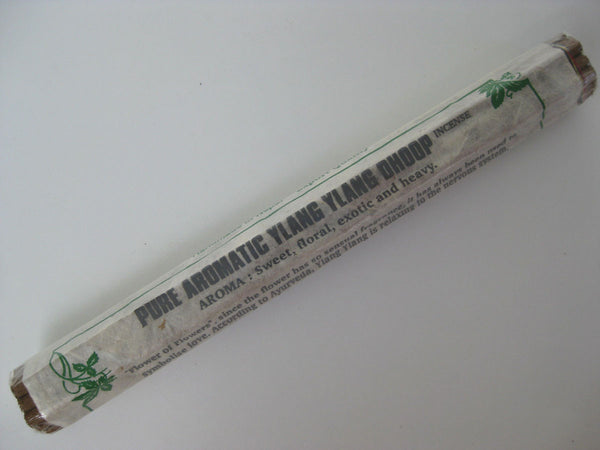 PURE AROMATIC YLANG YLANG DHOOP INCENSE
AROMA : Sweet, floral, exotic and heavy.
"Flower of Flowers", since the flower has so sensual fragrance, it has always been used to
symbolise love. According to Ayurveda, Ylang Ylang is relaxing to the nervous system.